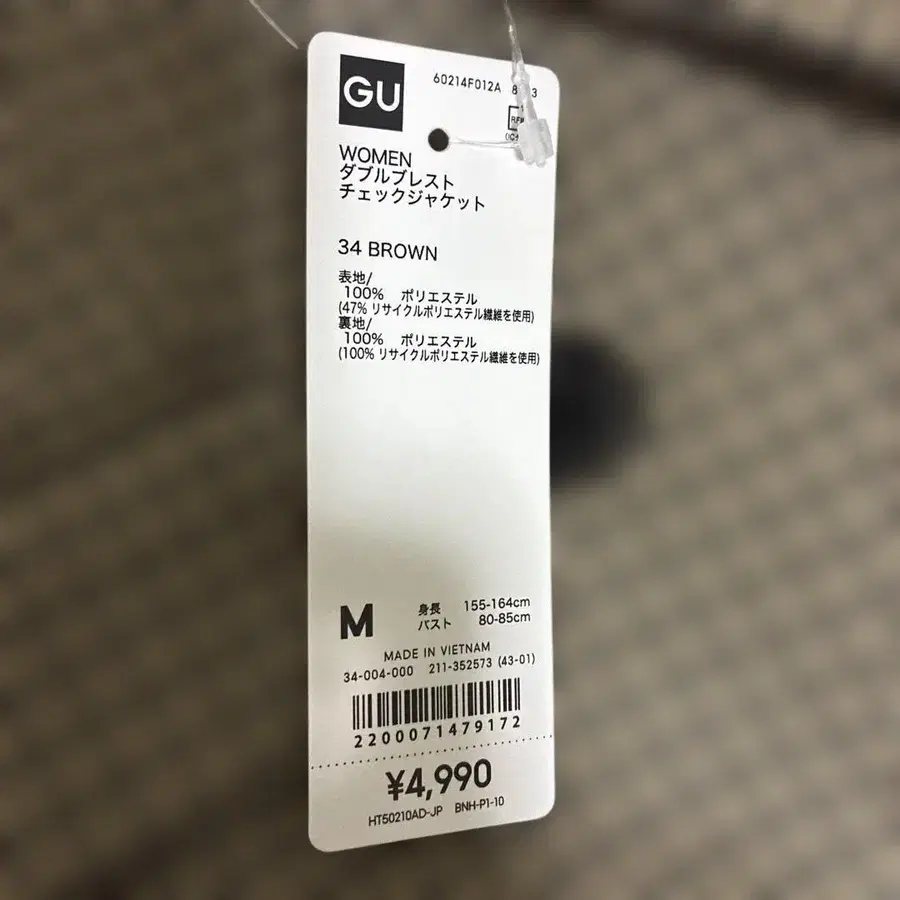 GU
60214F012A
WOMEN
ダブルブレスト
チェックジャケット
34 BROWN
表地/
100% ポリエステル
(47% リサイクルポリエステル繊維を使用)
裏地/
100% ポリエステル
(100% リサイクルポリエステル繊維を使用)
M
身長 155-164cm
バスト 80-85cm
MADE IN VIETNAM
34-004-000 211-352573 (43-01)
2200071479172
¥4,990
HT50210AD-JP BNH-P1-10